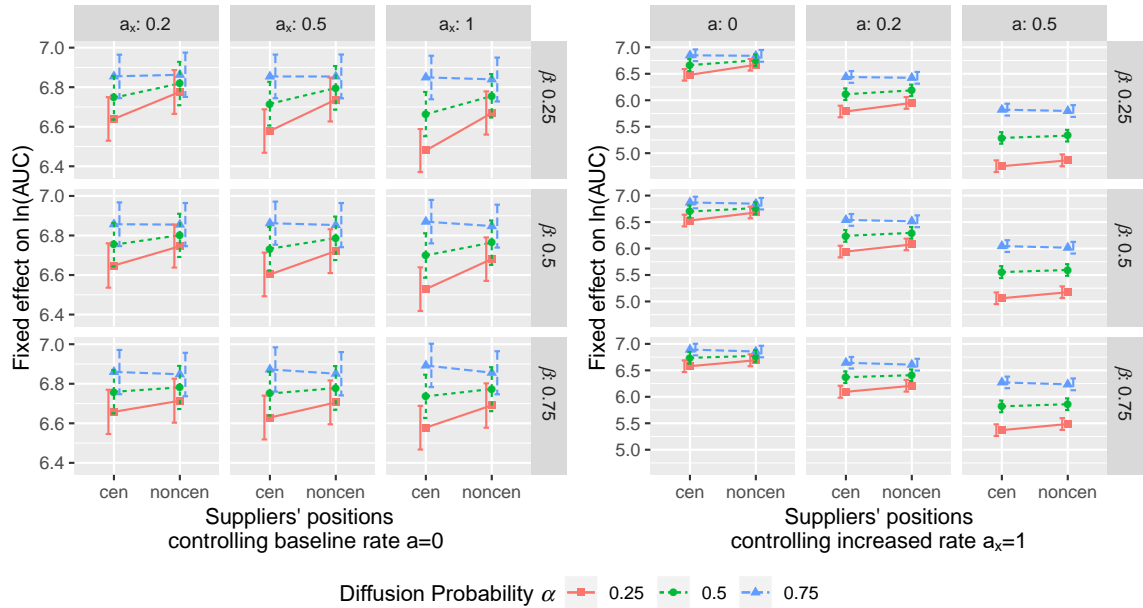 aₓ: 0.2
aₓ: 0.5
aₓ: 1
a: 0
a: 0.2
a: 0.5
Fixed effect on ln(AUC)
7.0
6.8
6.6
6.4
β: 0.25
7.0
6.8
6.6
6.4
β: 0.5
7.0
6.8
6.6
6.4
β: 0.75
cen
noncen
cen
noncen
cen
noncen
Suppliers' positions
controlling baseline rate a=0
Fixed effect on ln(AUC)
7.0
6.5
6.0
5.5
5.0
β: 0.25
7.0
6.5
6.0
5.5
5.0
β: 0.5
7.0
6.5
6.0
5.5
5.0
β: 0.75
cen
noncen
cen
noncen
cen
noncen
Suppliers' positions
controlling increased rate aₓ=1
Diffusion Probability α 0.25 0.5 0.75